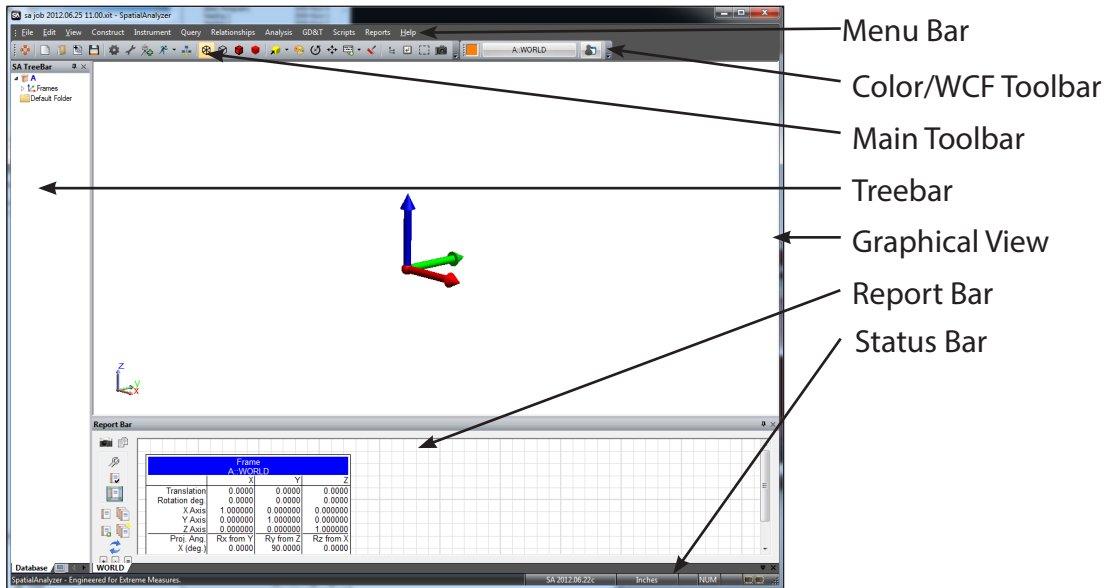 sa job 2012.06.25 11.00.xit - SpatialAnalyzer
File Edit View Construct Instrument Query Relationships Analysis GD&T Scripts Reports Help
A::WORLD
SA TreeBar
A
Frames
Default Folder
Z
Y
X
Report Bar
Frame
A::WORLD
X Y Z
Translation 0.0000 0.0000 0.0000
Rotation deg. 0.0000 0.0000 0.0000
X Axis 1.000000 0.000000 0.000000
Y Axis 0.000000 1.000000 0.000000
Z Axis 0.000000 0.000000 1.000000
Proj. Ang. Rx from Y Ry from Z Rz from X
X (deg.) 0.0000 90.0000 0.0000
Database
WORLD
SpatialAnalyzer - Engineered for Extreme Measures.
SA 2012.06.22c
Inches
NUM
Menu Bar
Color/WCF Toolbar
Main Toolbar
Treebar
Graphical View
Report Bar
Status Bar